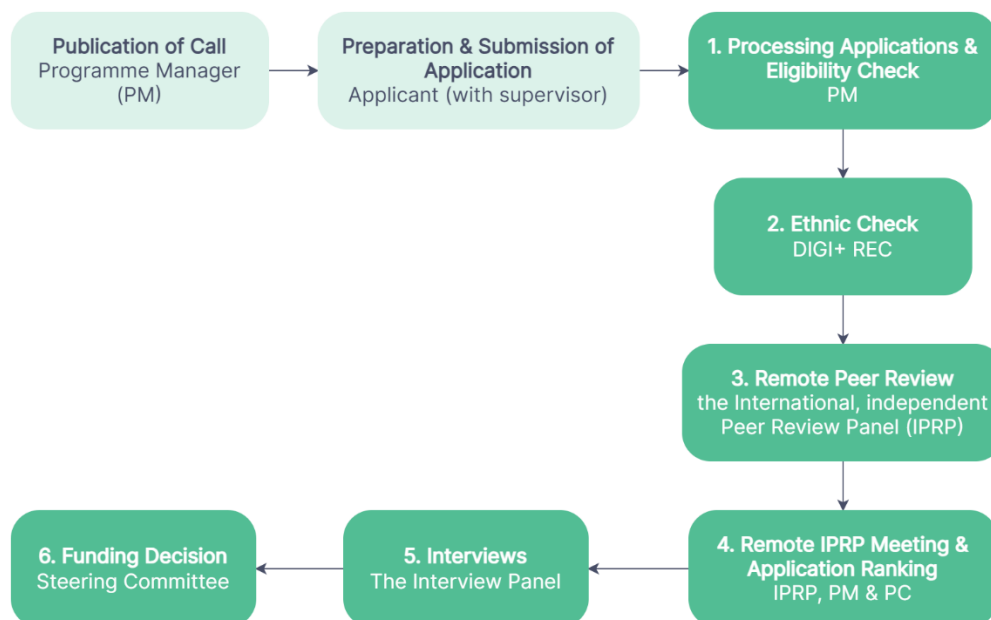 Publication of Call
Programme Manager
(PM)
Preparation & Submission of
Application
Applicant (with supervisor)
1. Processing Applications &
Eligibility Check
PM
2. Ethnic Check
DIGI+ REC
3. Remote Peer Review
the International, independent
Peer Review Panel (IPRP)
4. Remote IPRP Meeting &
Application Ranking
IPRP, PM & PC
5. Interviews
The Interview Panel
6. Funding Decision
Steering Committee